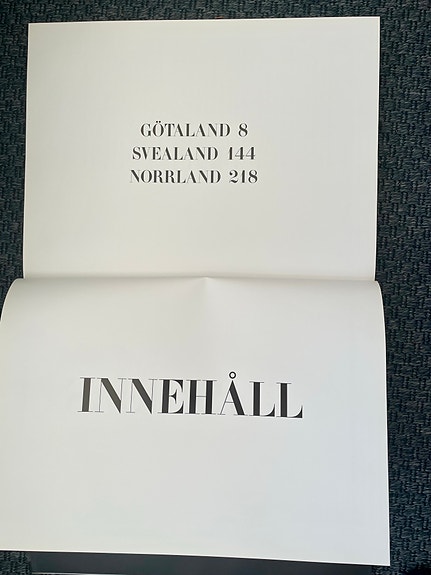 GÖTALAND 8
SVEALAND 144
NORRLAND 218
INNEHÅLL